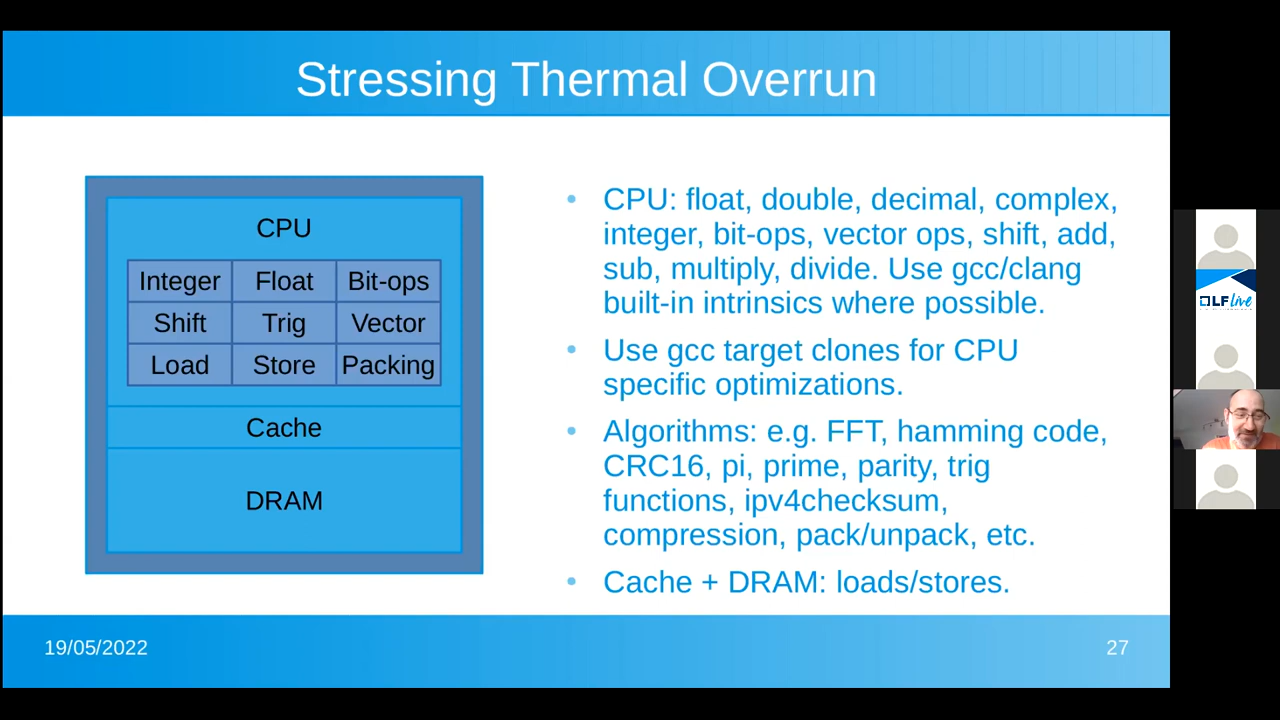 Stressing Thermal Overrun
CPU
Integer Float Bit-ops
Shift Trig Vector
Load Store Packing
Cache
DRAM
• CPU: float, double, decimal, complex,
integer, bit-ops, vector ops, shift, add,
sub, multiply, divide. Use gcc/clang
built-in intrinsics where possible.
• Use gcc target clones for CPU
specific optimizations.
• Algorithms: e.g. FFT, hamming code,
CRC16, pi, prime, parity, trig
functions, ipv4checksum,
compression, pack/unpack, etc.
• Cache + DRAM: loads/stores.
19/05/2022
27
LF Live